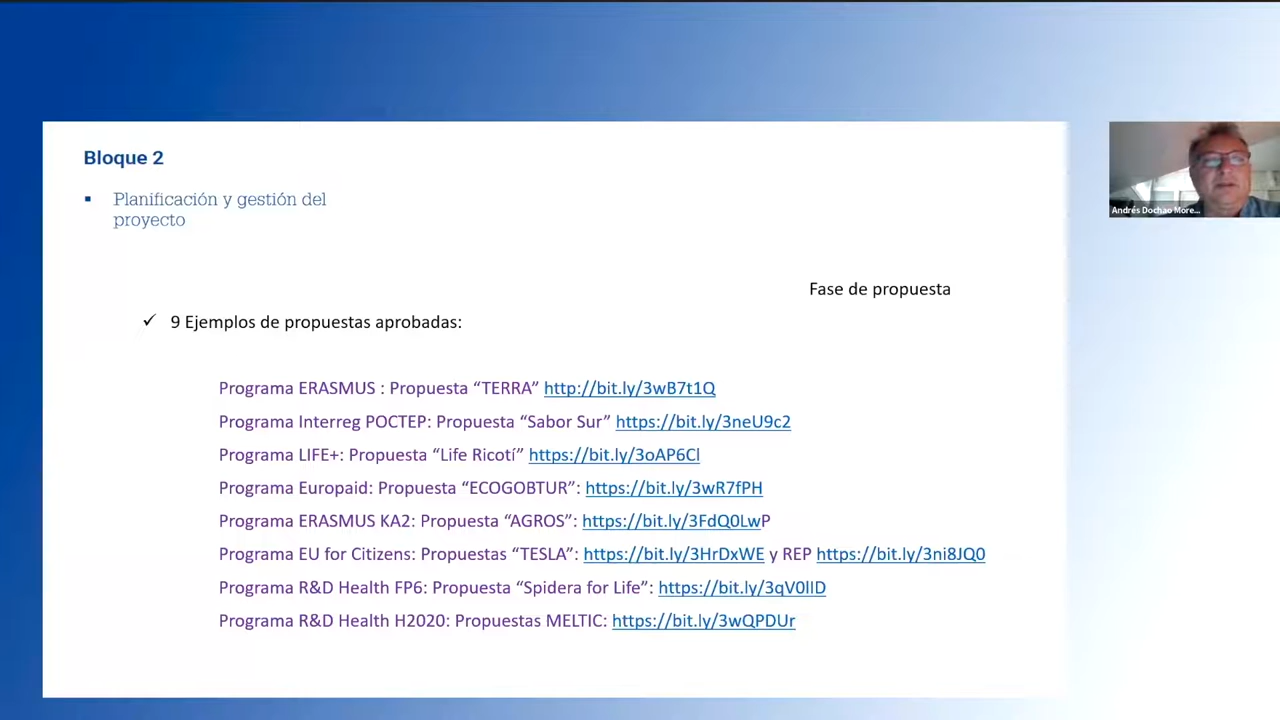 Bloque 2
▪ Planificación y gestión del
proyecto
Fase de propuesta
✓ 9 Ejemplos de propuestas aprobadas:
Programa ERASMUS : Propuesta “TERRA” http://bit.ly/3wB7t1Q
Programa Interreg POCTEP: Propuesta “Sabor Sur” https://bit.ly/3neU9c2
Programa LIFE+: Propuesta “Life Ricotí” https://bit.ly/3oAP6Cl
Programa Europaid: Propuesta “ECOGOBTUR”: https://bit.ly/3wR7fPH
Programa ERASMUS KA2: Propuesta “AGROS”: https://bit.ly/3FdQ0LwP
Programa EU for Citizens: Propuestas “TESLA”: https://bit.ly/3HrDxWE y REP https://bit.ly/3ni8JQ0
Programa R&D Health FP6: Propuesta “Spidera for Life”: https://bit.ly/3qV0lID
Programa R&D Health H2020: Propuestas MELTIC: https://bit.ly/3wQPDUr
Andrés Dochao More...